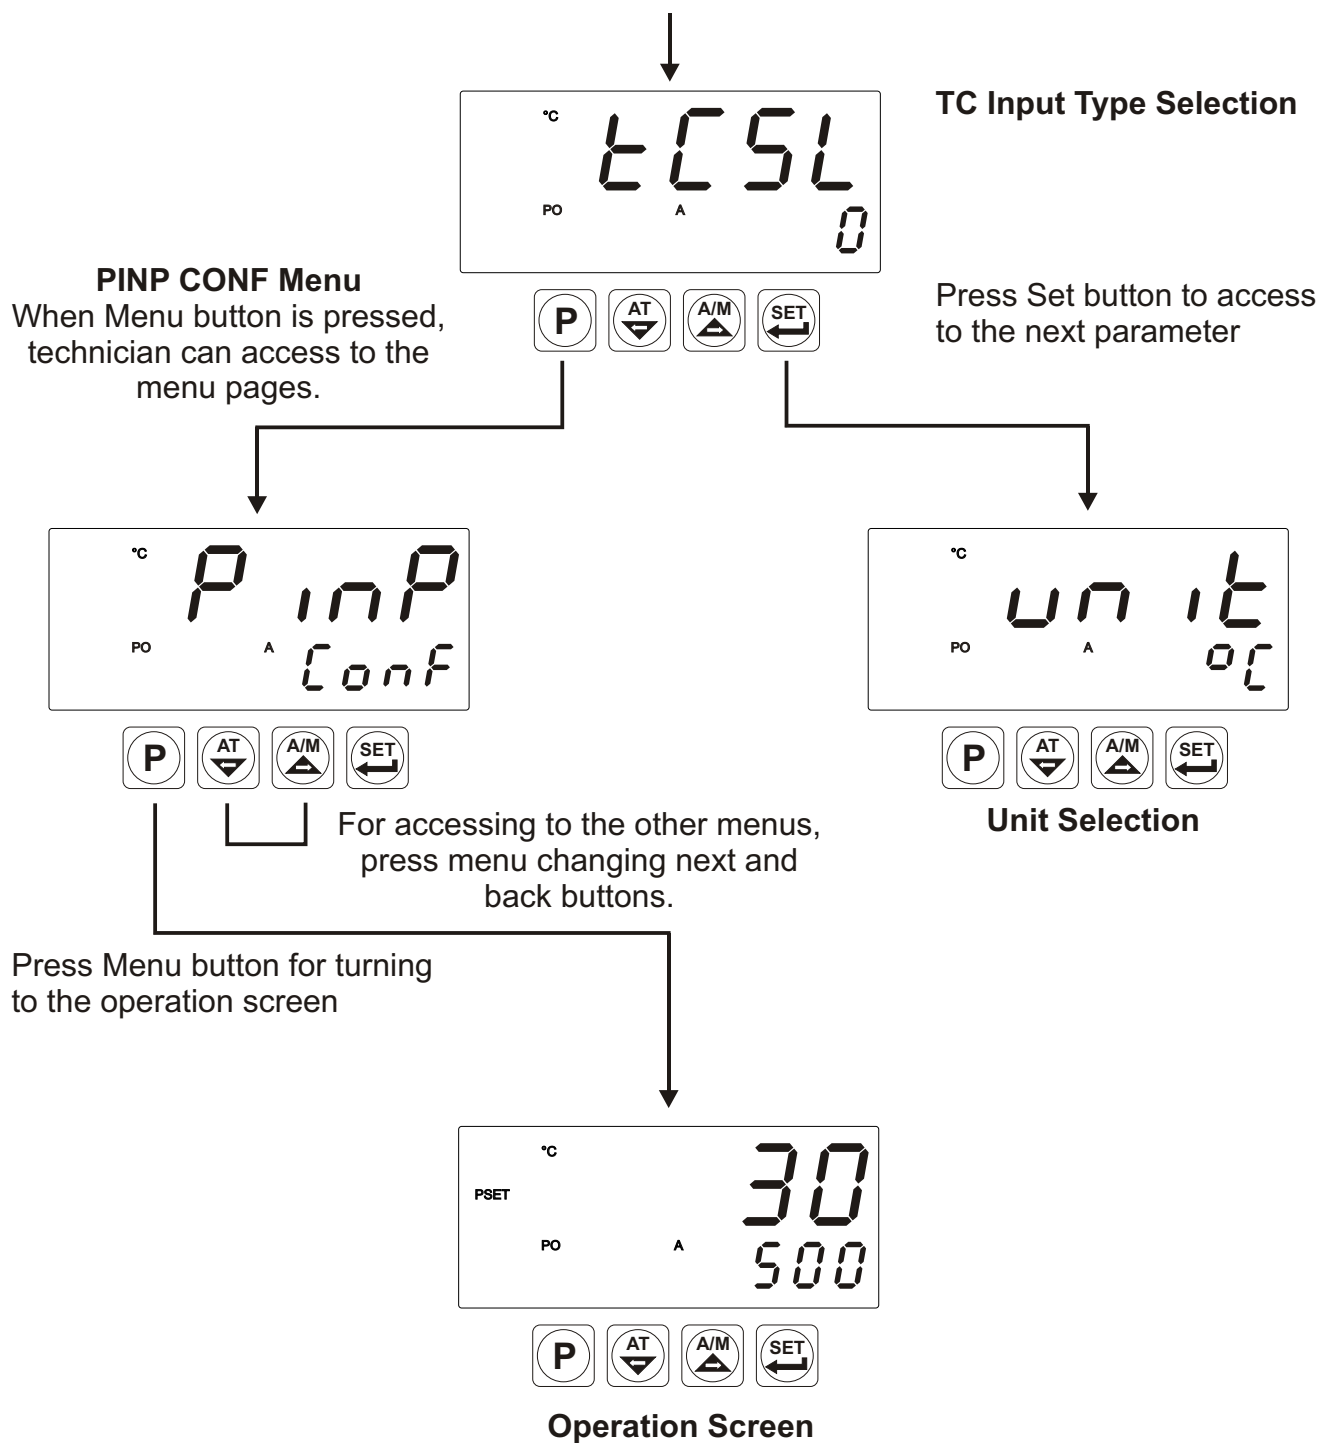 TC Input Type Selection
°C
tCSL
PO A
0
PINP CONF Menu
When Menu button is pressed,
technician can access to the
menu pages.
P AT A/M SET
Press Set button to access
to the next parameter
°C
PinP
PO A
ConF
P AT A/M SET
°C
unit
PO A
°C
P AT A/M SET
Unit Selection
For accessing to the other menus,
press menu changing next and
back buttons.
Press Menu button for turning
to the operation screen
°C
30
PSET
PO A
500
P AT A/M SET
Operation Screen